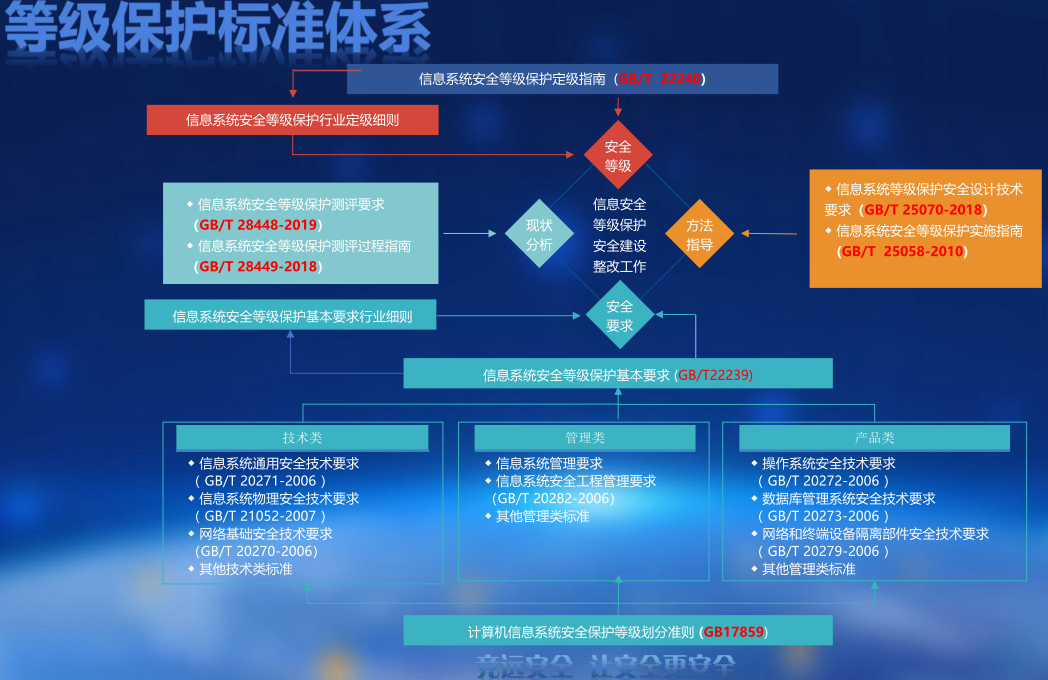 等级保护标准体系
信息系统安全等级保护定级指南（GB/T 22240）
信息系统安全等级保护行业定级细则
安全
等级
信息系统安全等级保护测评要求
（GB/T 28448-2019）
信息系统安全等级保护测评过程指南
（GB/T 28449-2018）
现状
分析
信息安全
等级保护
安全建设
整改工作
方法
指导
信息系统等级保护安全设计技术
要求（GB/T 25070-2018）
信息系统安全等级保护实施指南
(GB/T 25058-2010)
信息系统安全等级保护基本要求行业细则
安全
要求
信息系统安全等级保护基本要求 (GB/T22239)
技术类
信息系统通用安全技术要求
（ GB/T 20271-2006 ）
信息系统物理安全技术要求
（ GB/T 21052-2007 ）
网络基础安全技术要求
（GB/T 20270-2006）
其他技术类标准
管理类
信息系统管理要求
信息系统安全工程管理要求
（GB/T 20282-2006）
其他管理类标准
产品类
操作系统安全技术要求
（ GB/T 20272-2006 ）
数据库管理系统安全技术要求
（ GB/T 20273-2006 ）
网络和终端设备隔离部件安全技术要求
（ GB/T 20279-2006 ）
其他管理类标准
计算机信息系统安全保护等级划分准则 (GB17859)
竞远安全 让安全更安全